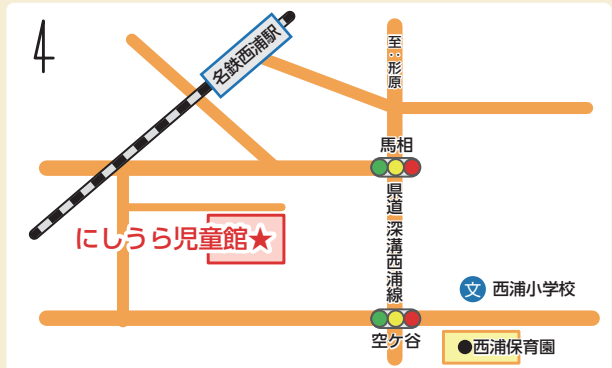 名鉄西浦駅
至:形原
馬相
県道 深溝西浦線
にしうら児童館★
文 西浦小学校
空ケ谷
●西浦保育園